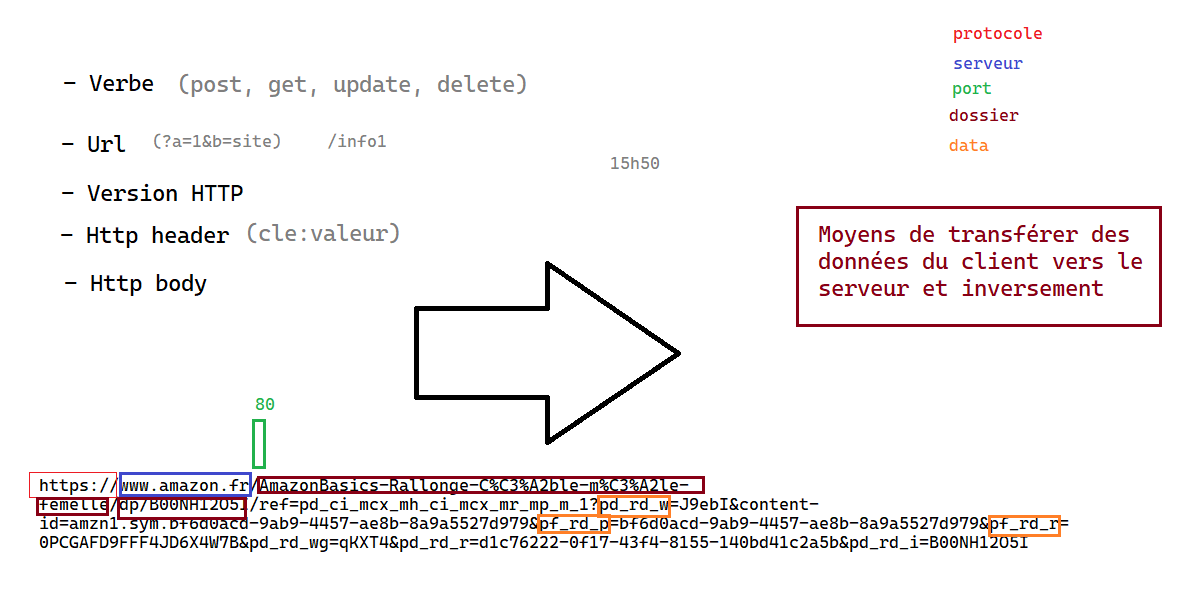 - Verbe (post, get, update, delete)
- Url (?a=1&b=site) /info1
- Version HTTP
- Http header (cle:valeur)
- Http body
protocole
serveur
port
dossier
data
15h50
Moyens de transférer des
données du client vers le
serveur et inversement
80
https://www.amazon.fr/AmazonBasics-Rallonge-C%C3%A2ble-m%C3%A2le-
femelle/dp/B00NH12O5I/ref=pd_ci_mcx_mh_ci_mcx_mr_mp_m_1?pd_rd_w=J9ebI&content-
id=amzn1.sym.bf6d0acd-9ab9-4457-ae8b-8a9a5527d979&pf_rd_p=bf6d0acd-9ab9-4457-ae8b-8a9a5527d979&pf_rd_r=
0PCGAFD9FFF4JD6X4W7B&pd_rd_wg=qKXT4&pd_rd_r=d1c76222-0f17-43f4-8155-140bd41c2a5b&pd_rd_i=B00NH12O5I